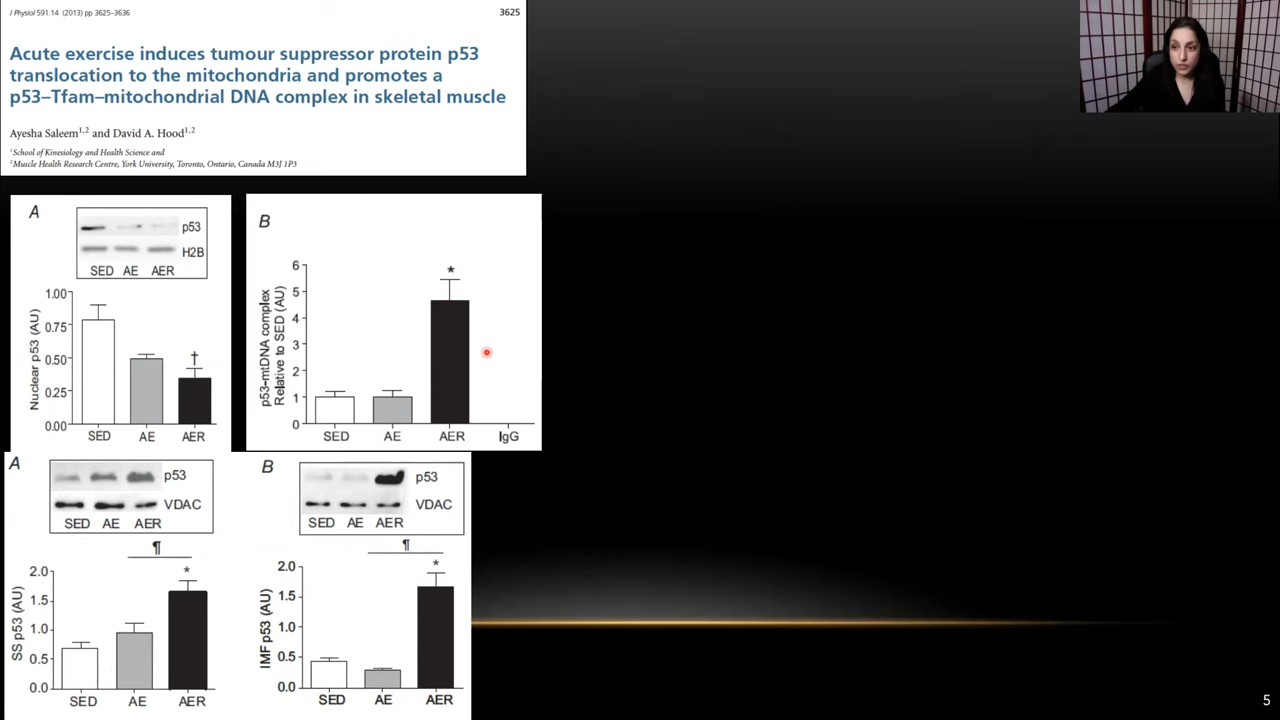 J Physiol 591.14 (2013) pp 3625–3636
3625
Acute exercise induces tumour suppressor protein p53
translocation to the mitochondria and promotes a
p53–Tfam–mitochondrial DNA complex in skeletal muscle
Ayesha Saleem1,2 and David A. Hood1,2
1School of Kinesiology and Health Science and
2Muscle Health Research Centre, York University, Toronto, Ontario, Canada M3J 1P3
A
p53
H2B
SED AE AER
Nuclear p53 (AU)
1.00
0.75
0.50
0.25
0.00
†
SED AE AER
B
p53–mtDNA complex
Relative to SED (AU)
6
5
4
3
2
1
0
*
SED AE AER IgG
A
p53
VDAC
SED AE AER
¶
*
SS p53 (AU)
2.0
1.5
1.0
0.5
0.0
SED AE AER
B
p53
VDAC
SED AE AER
¶
*
IMF p53 (AU)
2.0
1.5
1.0
0.5
0.0
SED AE AER
5